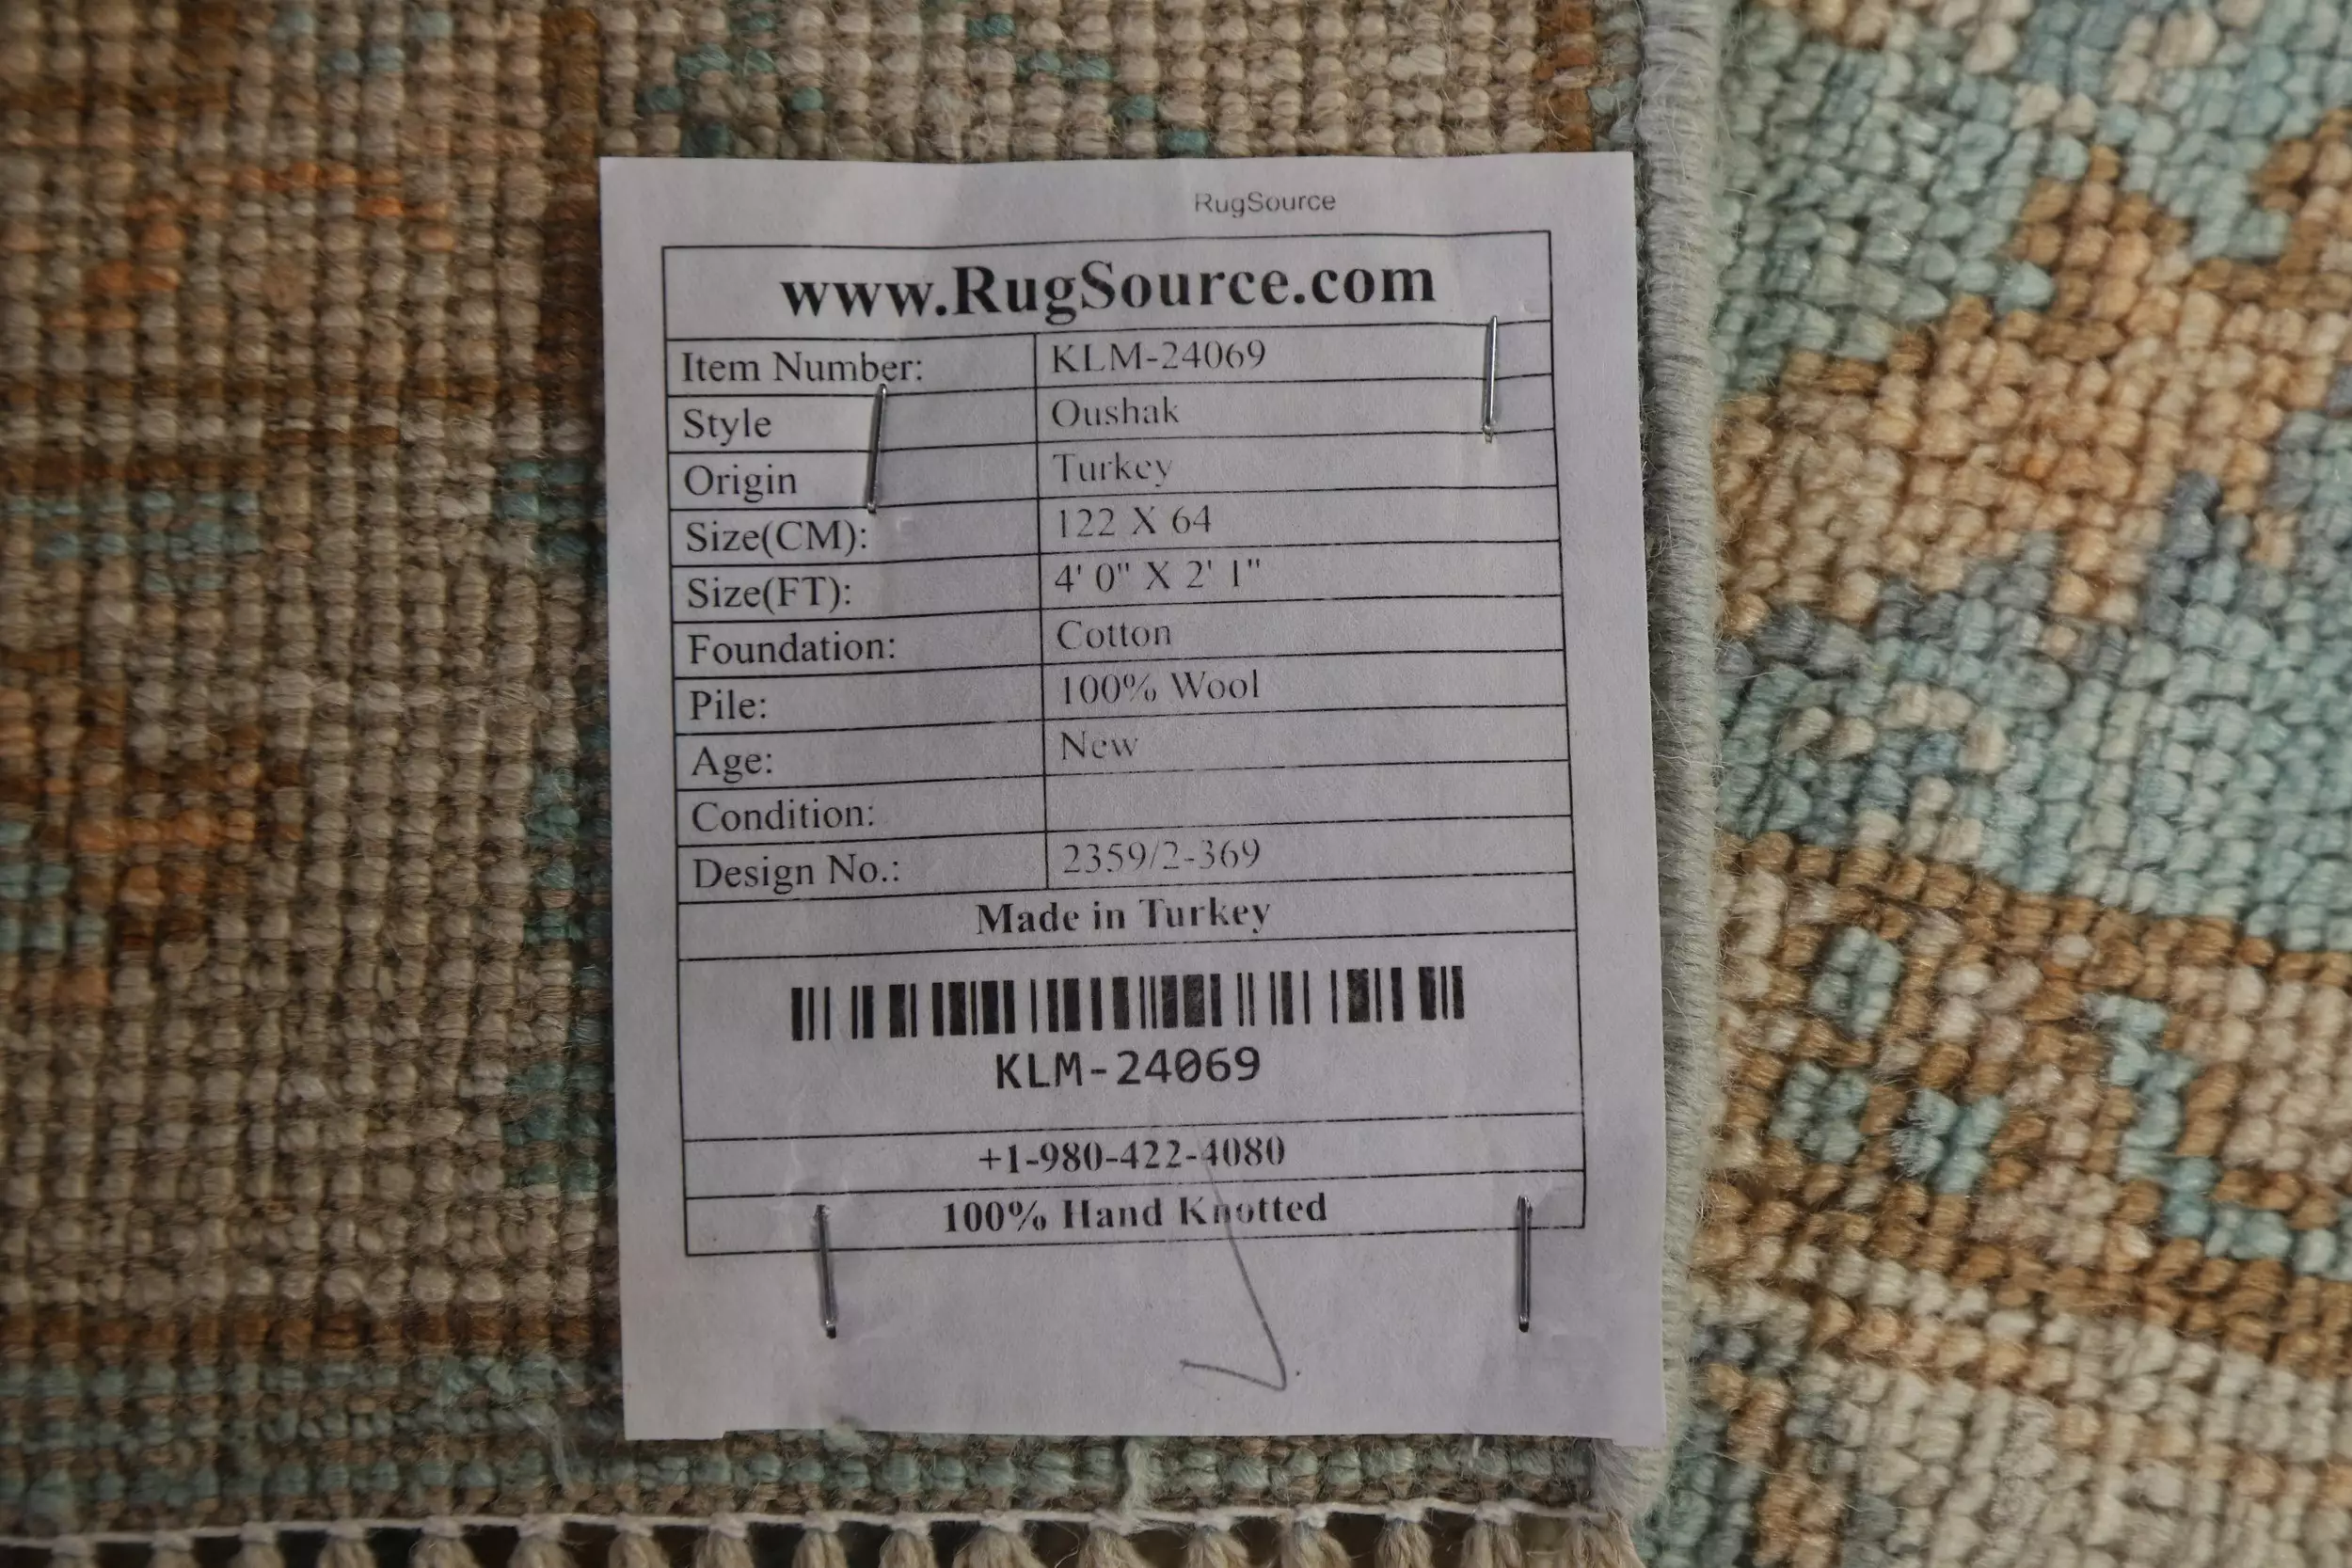 RugSource
www.RugSource.com
Item Number: KLM-24069
Style Oushak
Origin Turkey
Size(CM): 122 X 64
Size(FT): 4' 0" X 2' 1"
Foundation: Cotton
Pile: 100% Wool
Age: New
Condition:
Design No.: 2359/2-369
Made in Turkey
KLM-24069
+1-980-422-4080
100% Hand Knotted